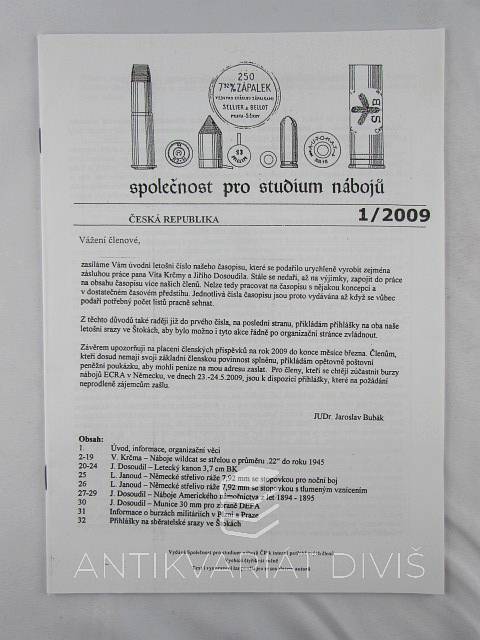 250
7'92 m/m ZÁPALEK
SELLIER & BELLOT
společnost pro studium nábojů
ČESKÁ REPUBLIKA
1/2009
Vážení členové,
zasíláme Vám úvodní letošní číslo našeho časopisu, které se podařilo urychleně vyrobit zejména
zásluhou práce pana Víta Krčmy a Jiřího Dosoudila. Stále se nedaří, až na výjimky, zapojit do práce
na obsahu časopisu více našich členů. Nelze tedy pracovat na časopisu s nějakou koncepcí a
v dostatečném časovém předstihu. Jednotlivá čísla časopisu jsou proto vydávána až když se vůbec
podaří potřebný počet listů pracně sehnat.
Z těchto důvodů také raději již do prvého čísla, na poslední stranu, přikládám přihlášky na oba naše
letošní srazy ve Štokách, aby bylo možno i tyto akce řádně po organizační stránce zvládnout.
Závěrem upozorňuji na placení členských příspěvků na rok 2009 do konce měsíce března. Členům,
kteří dosud nemají svoji základní členskou povinnost splněnu, přikládám opětovně poštovní
peněžní poukázku, aby mohli peníze na mou adresu zaslat. Pro členy, kteří se chtějí zúčastnit burzy
nábojů ECRA v Německu, ve dnech 23.-24.5.2009, jsou k dispozici přihlášky, které na požádání
neprodleně zájemcům zašlu.
JUDr. Jaroslav Bubák
Obsah:
1 Úvod, informace, organizační věci
2-19 V. Krčma – Náboje wildcat se střelou o průměru „22" do roku 1945
20-24 J. Dosoudil – Letecký kanon 3,7 cm BK
25 L. Janoud – Německé střelivo ráže 7,92 mm se stopovkou pro noční boj
26 L. Janoud – Německé střelivo ráže 7,92 mm se stopovkou s tlumeným vznícením
27-29 J. Dosoudil – Náboje Amerického námořnictva z let 1894 - 1895
30 J. Dosoudil – Munice 30 mm pro zbraně DEFA
31 Informace o burzách militárií v Plzni a Praze
32 Přihlášky na sběratelské srazy ve Štokách
ANTIKVARIÁT DIVIŠ